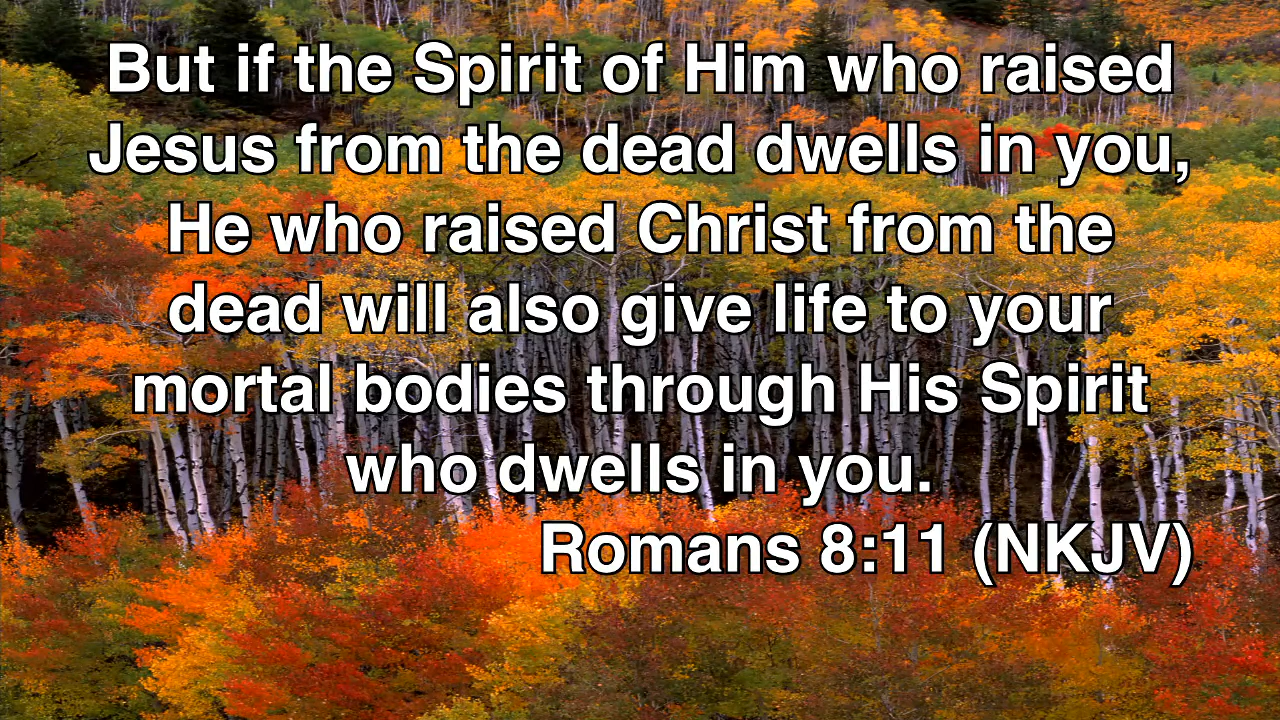 But if the Spirit of Him who raised
Jesus from the dead dwells in you,
He who raised Christ from the
dead will also give life to your
mortal bodies through His Spirit
who dwells in you.
Romans 8:11 (NKJV)